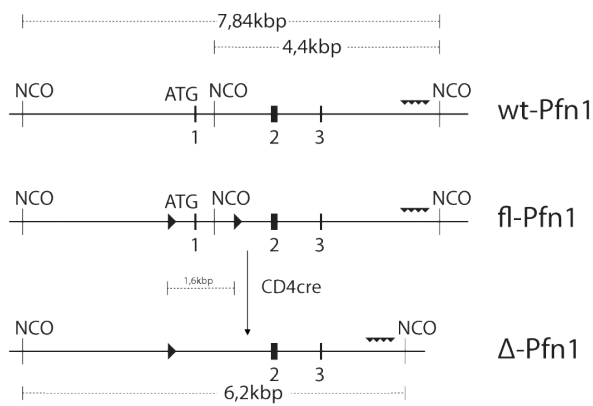 7,84kbp
4,4kbp
NCO ATG NCO NCO
wt-Pfn1
1 2 3
NCO ATG NCO NCO
fl-Pfn1
1 2 3
1,6kbp
CD4cre
NCO NCO
Δ-Pfn1
2 3
6,2kbp